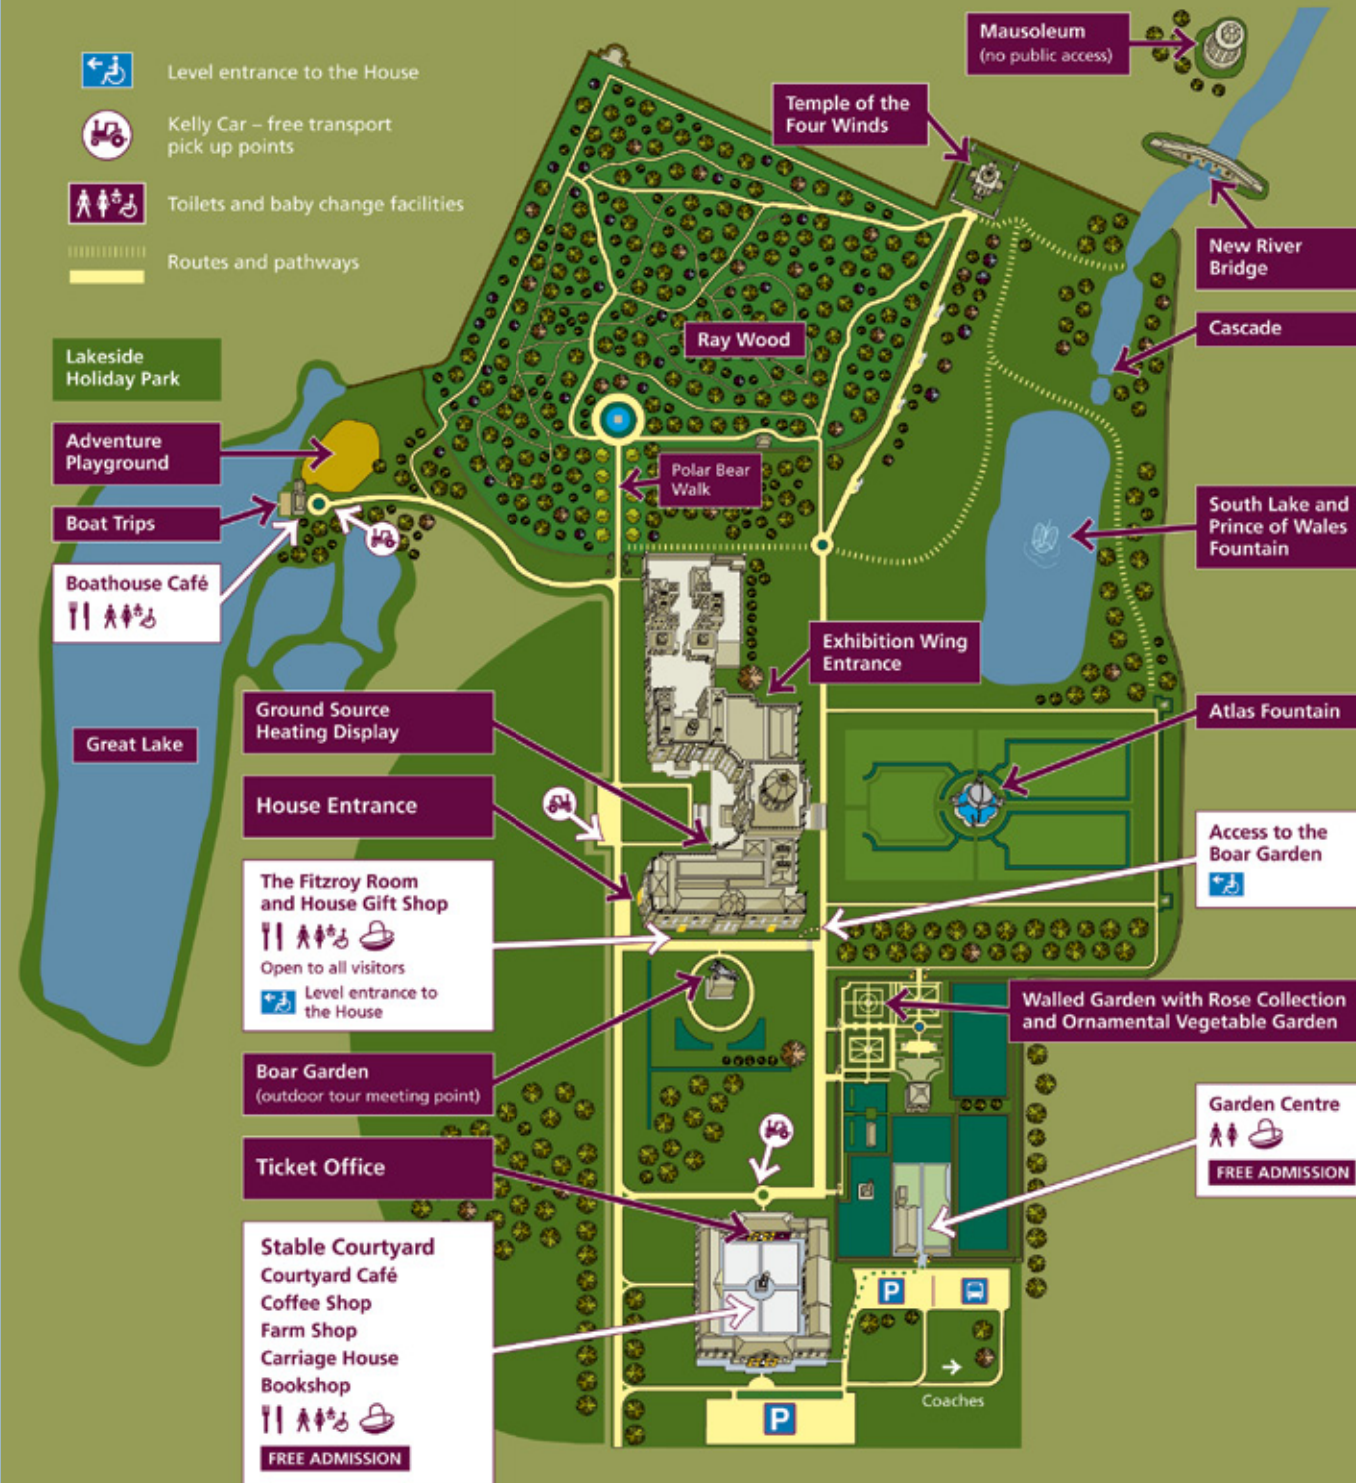 Level entrance to the House
Kelly Car – free transport
pick up points
Toilets and baby change facilities
Routes and pathways
Mausoleum
(no public access)
Temple of the
Four Winds
New River
Bridge
Cascade
Ray Wood
Lakeside
Holiday Park
Adventure
Playground
Boat Trips
Boathouse Café
Polar Bear
Walk
South Lake and
Prince of Wales
Fountain
Exhibition Wing
Entrance
Great Lake
Ground Source
Heating Display
Atlas Fountain
House Entrance
Access to the
Boar Garden
The Fitzroy Room
and House Gift Shop
Open to all visitors
Level entrance to
the House
Walled Garden with Rose Collection
and Ornamental Vegetable Garden
Boar Garden
(outdoor tour meeting point)
Garden Centre
FREE ADMISSION
Ticket Office
Stable Courtyard
Courtyard Café
Coffee Shop
Farm Shop
Carriage House
Bookshop
FREE ADMISSION
P
Coaches
P